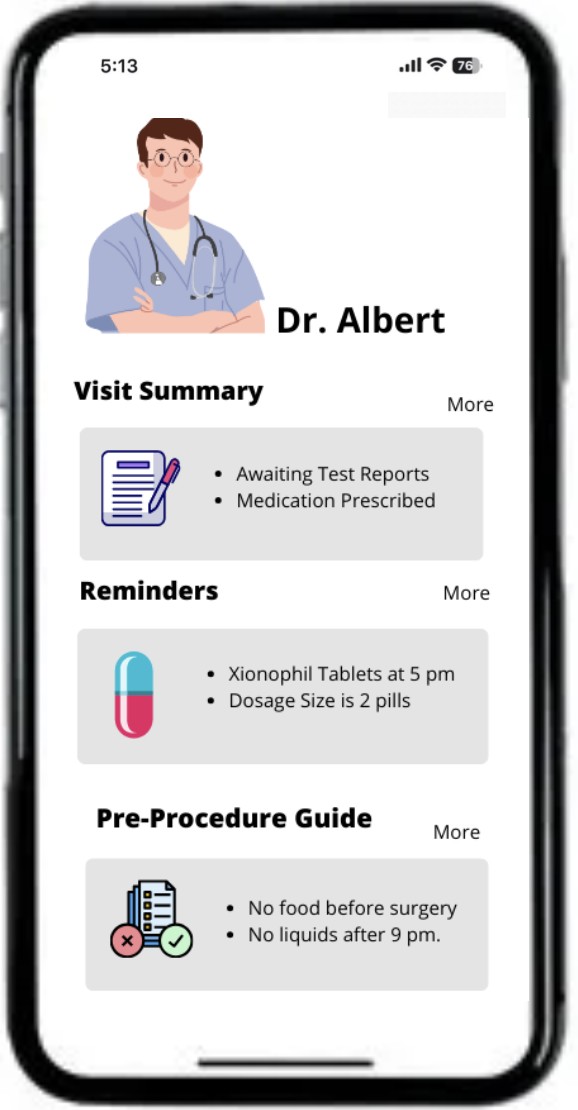 5:13
76
Dr. Albert
Visit Summary
More
• Awaiting Test Reports
• Medication Prescribed
Reminders
More
• Xionophil Tablets at 5 pm
• Dosage Size is 2 pills
Pre-Procedure Guide
More
• No food before surgery
• No liquids after 9 pm.